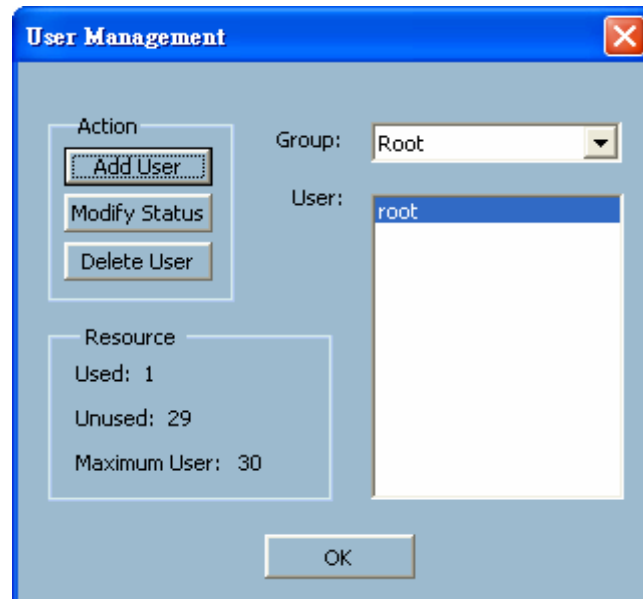 User Management
Action
Add User
Modify Status
Delete User
Group:
Root
User:
root
Resource
Used: 1
Unused: 29
Maximum User: 30
OK